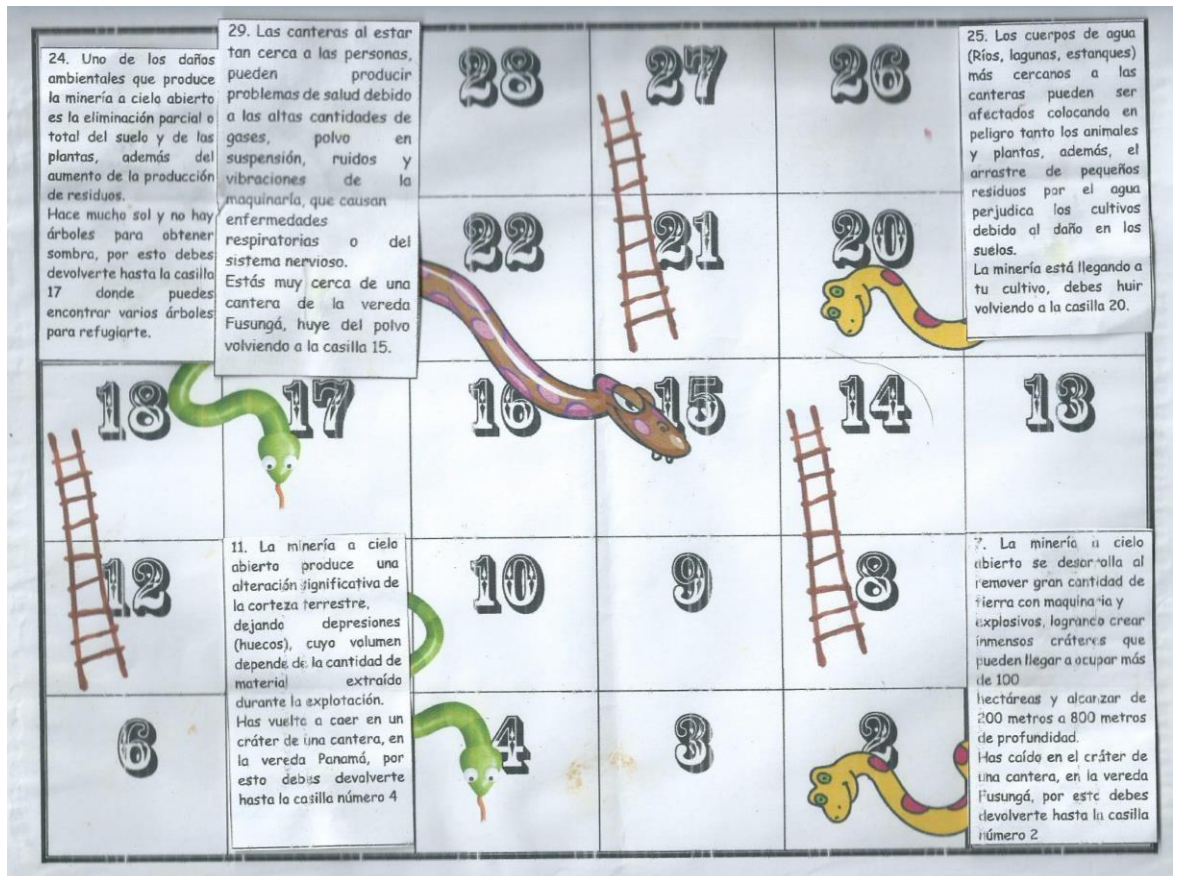 24. Uno de los daños
ambientales que produce
la minería a cielo abierto
es la eliminación parcial o
total del suelo y de las
plantas, además del
aumento de la producción
de residuos.
Hace mucho sol y no hay
árboles para obtener
sombra, por esto debes
devolverte hasta la casilla
17 donde puedes
encontrar varios árboles
para refugiarte.
29. Las canteras al estar
tan cerca a las personas,
pueden producir
problemas de salud debido
a las altas cantidades de
gases, polvo en
suspensión, ruidos y
vibraciones de la
maquinaría, que causan
enfermedades
respiratorias o del
sistema nervioso.
Estás muy cerca de una
cantera de la vereda
Fusungá, huye del polvo
volviendo a la casilla 15.
28
27
26
25. Los cuerpos de agua
(Ríos, lagunas, estanques)
más cercanos a las
canteras pueden ser
afectados colocando en
peligro tanto los animales
y plantas, además, el
arrastre de pequeños
residuos por el agua
perjudica los cultivos
debido al daño en los
suelos.
La minería está llegando a
tu cultivo, debes huir
volviendo a la casilla 20.
22
21
20
18
17
16
15
14
13
12
11. La minería a cielo
abierto produce una
alteración significativa de
la corteza terrestre,
dejando depresiones
(huecos), cuyo volumen
depende de la cantidad de
material extraído
durante la explotación.
Has vuelto a caer en un
cráter de una cantera, en
la vereda Panamá, por
esto debes devolverte
hasta la casilla número 4
10
9
8
7. La minería a cielo
abierto se desarrolla al
remover gran cantidad de
tierra con maquinaria y
explosivos, logrando crear
inmensos cráteres que
pueden llegar a ocupar más
de 100
hectáreas y alcanzar de
200 metros a 800 metros
de profundidad.
Has caído en el cráter de
una cantera, en la vereda
Fusungá, por esto debes
devolverte hasta la casilla
número 2
6
4
3
2